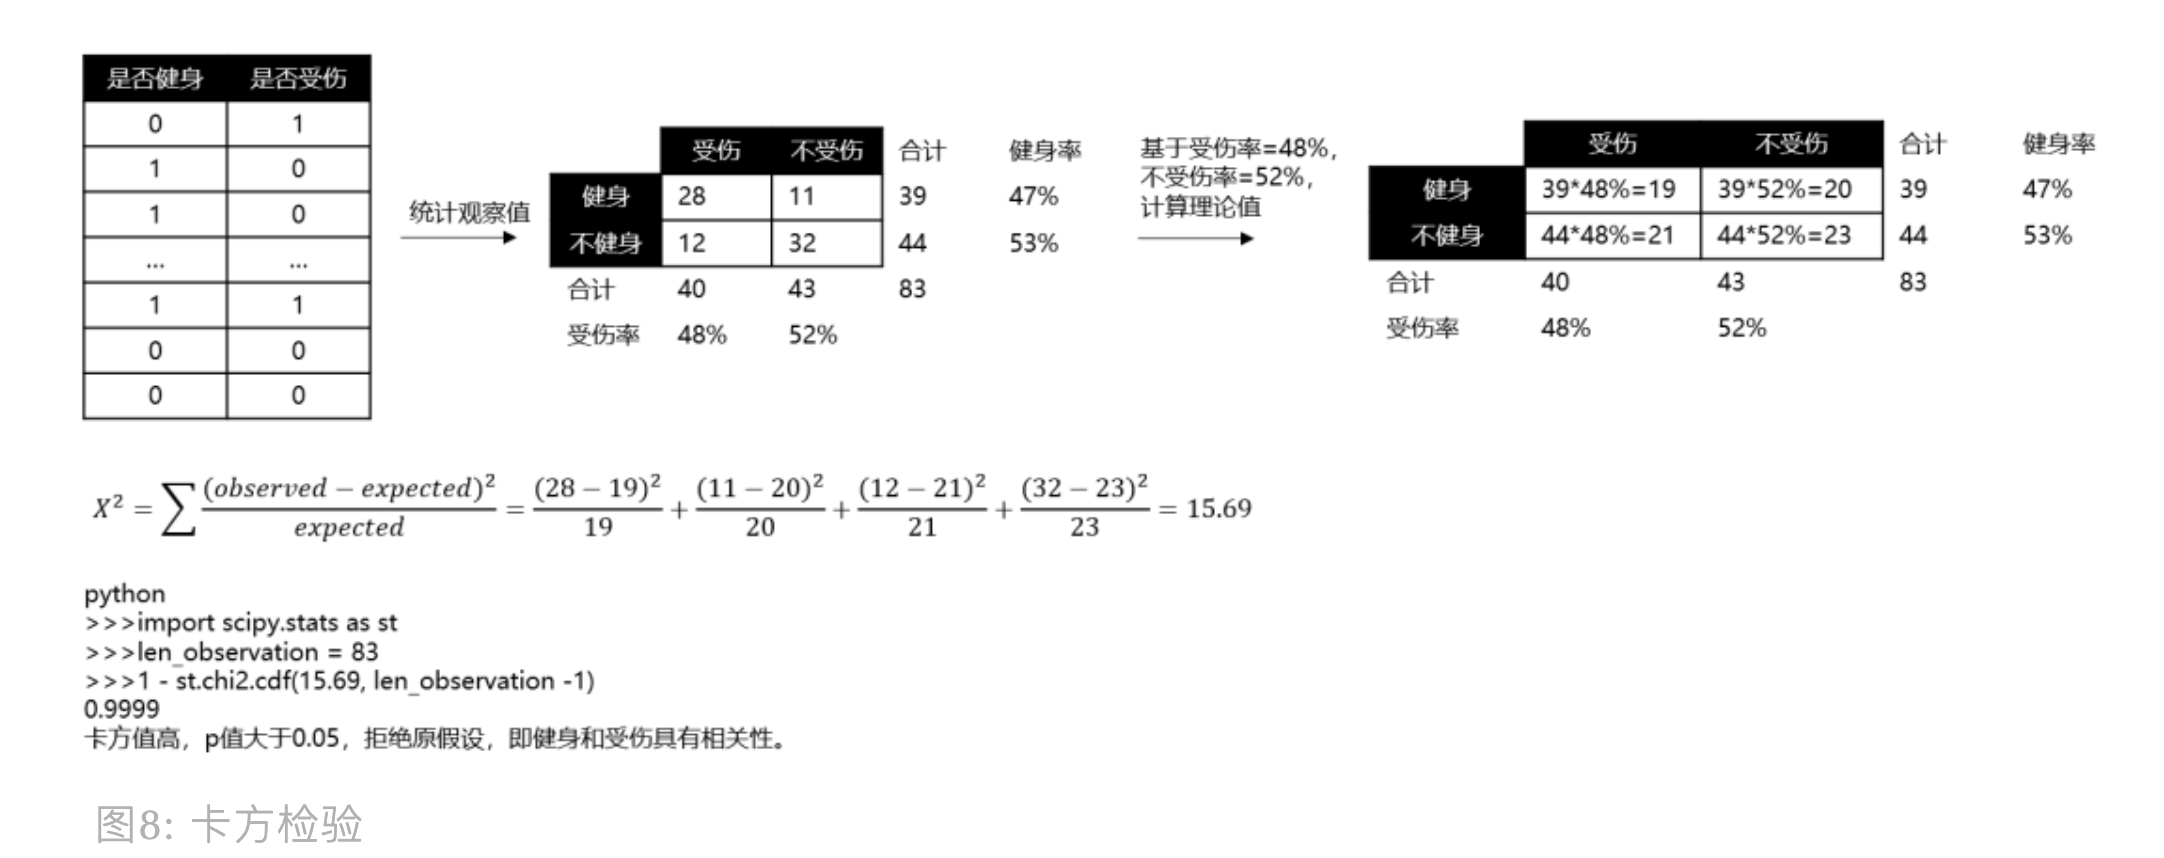 是否健身 是否受伤
0 1
1 0
1 0
... ...
1 1
0 0
0 0
统计观察值
受伤 不受伤 合计 健身率
健身 28 11 39 47%
不健身 12 32 44 53%
合计 40 43 83
受伤率 48% 52%
基于受伤率=48%,
不受伤率=52%,
计算理论值
受伤 不受伤 合计 健身率
健身 39*48%=19 39*52%=20 39 47%
不健身 44*48%=21 44*52%=23 44 53%
合计 40 43 83
受伤率 48% 52%
X² = ∑ (observed − expected)² / expected = (28 − 19)² / 19 + (11 − 20)² / 20 + (12 − 21)² / 21 + (32 − 23)² / 23 = 15.69
python
>>>import scipy.stats as st
>>>len_observation = 83
>>>1 - st.chi2.cdf(15.69, len_observation -1)
0.9999
卡方值高，p值大于0.05，拒绝原假设，即健身和受伤具有相关性。
图8: 卡方检验